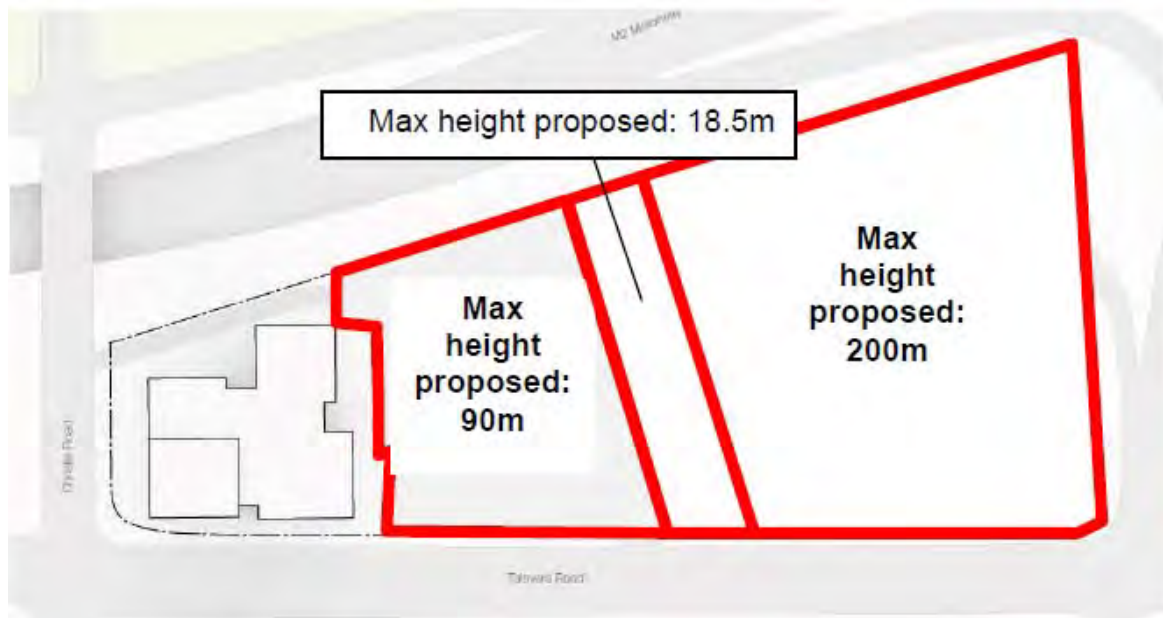 M2 Motorway
Max height proposed: 18.5m
Max
height
proposed:
200m
Max
height
proposed:
90m
Talavera Road